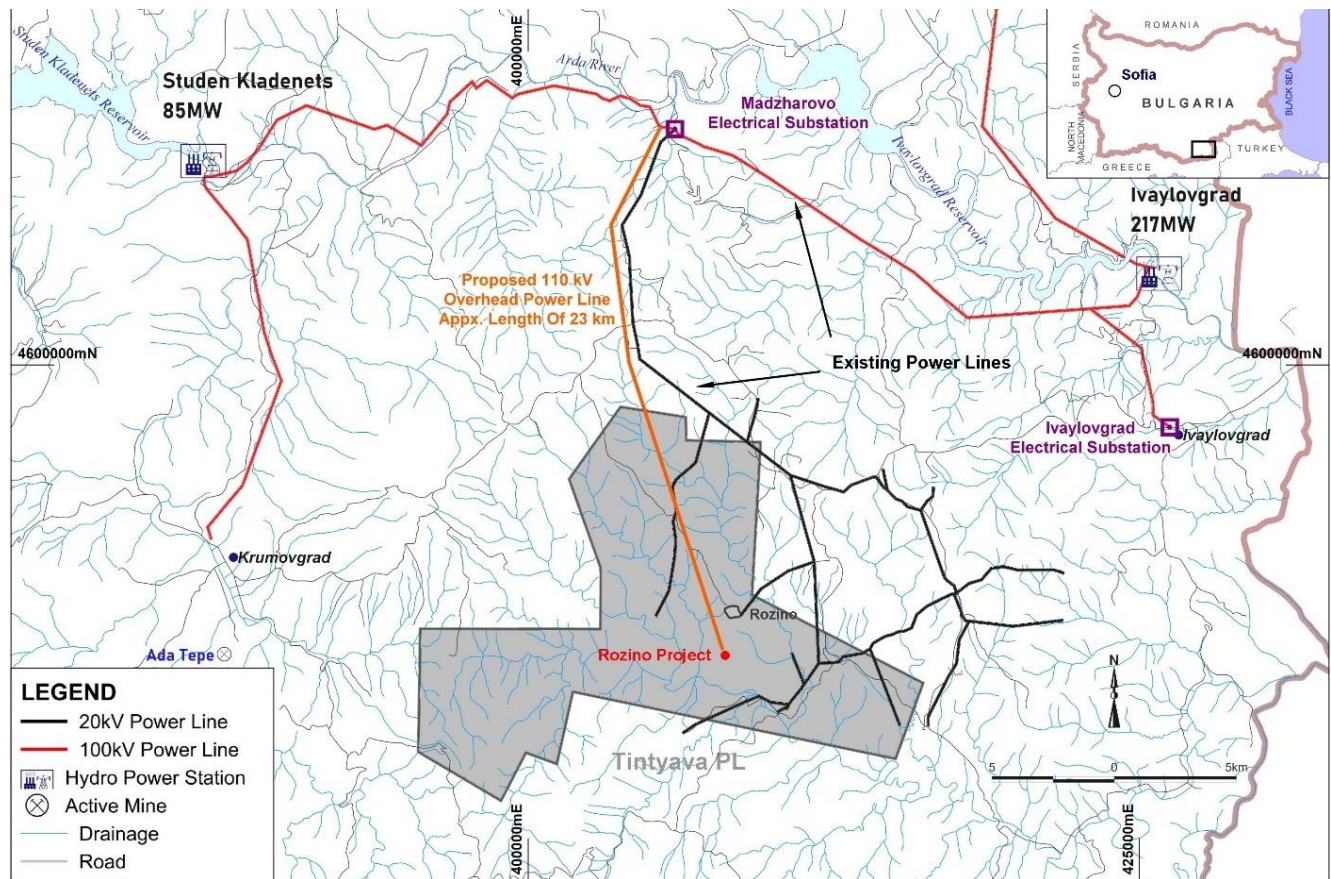 Studen Kladenets Reservoir
Studen Kladenets
85MW
400000mE
Arda River
Madzharovo
Electrical Substation
Ivaylovgrad Reservoir
ROMANIA
SERBIA
Sofia
BULGARIA
BLACK SEA
NORTH
MACEDONIA
GREECE
TURKEY
Ivaylovgrad
217MW
Proposed 110 kV
Overhead Power Line
Appx. Length Of 23 km
4600000mN
Existing Power Lines
4600000mN
Ivaylovgrad
Electrical Substation
Ivaylovgrad
Krumovgrad
Rozino
Ada Tepe
Rozino Project
Tintyava PL
N
5 0 5km
LEGEND
20kV Power Line
100kV Power Line
Hydro Power Station
Active Mine
Drainage
Road
400000mE
425000mE